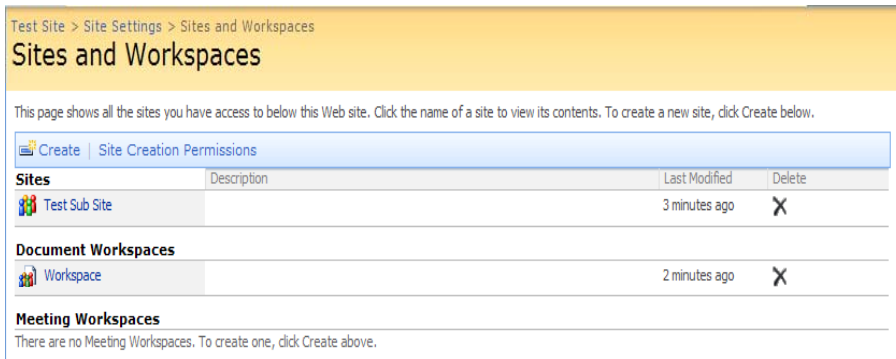 Test Site > Site Settings > Sites and Workspaces
Sites and Workspaces
This page shows all the sites you have access to below this Web site. Click the name of a site to view its contents. To create a new site, click Create below.
Create | Site Creation Permissions
Sites Description Last Modified Delete
Test Sub Site 3 minutes ago
Document Workspaces
Workspace 2 minutes ago
Meeting Workspaces
There are no Meeting Workspaces. To create one, click Create above.